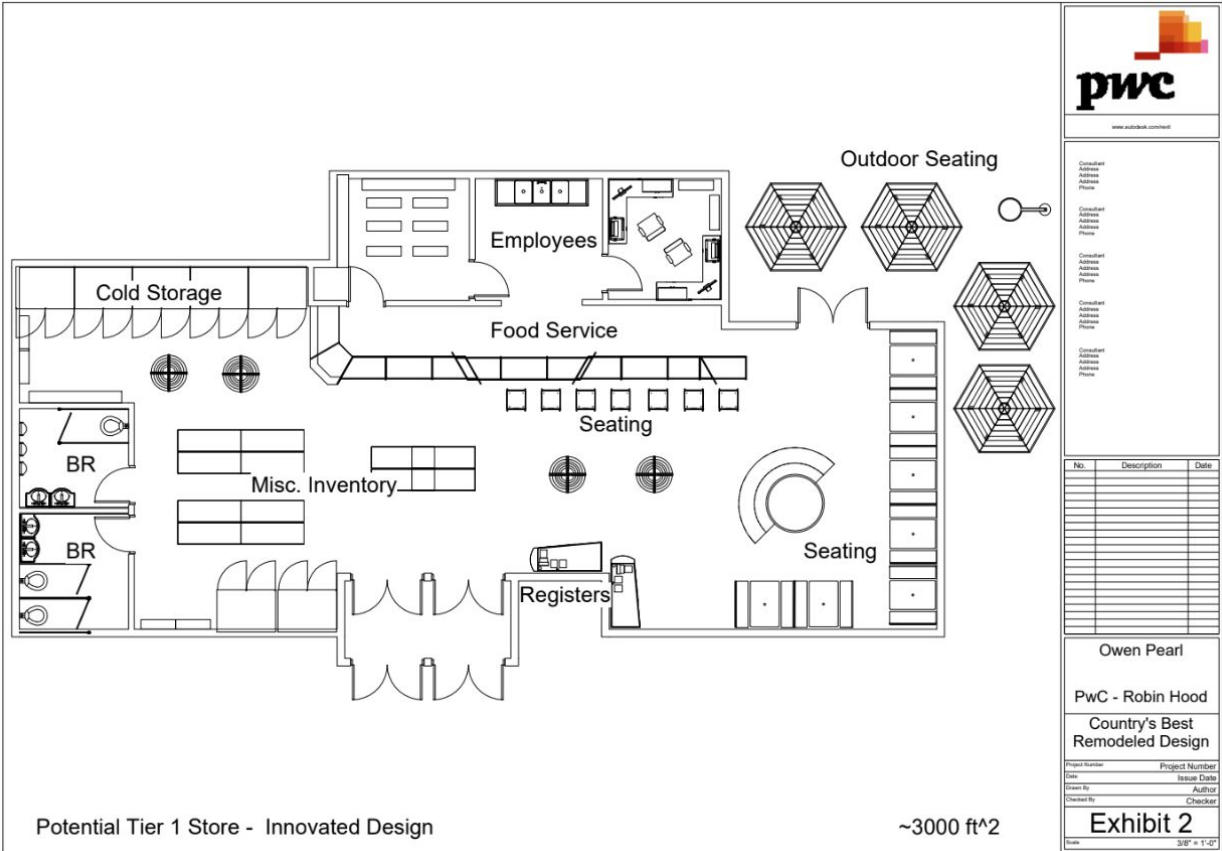 Outdoor Seating
Employees
Cold Storage
Food Service
Seating
BR
Misc. Inventory
BR
Seating
Registers
Potential Tier 1 Store - Innovated Design
~3000 ft^2
pwc
www.autodesk.com/revit
Consultant
Address
Address
Address
Phone
Consultant
Address
Address
Address
Phone
Consultant
Address
Address
Address
Phone
Consultant
Address
Address
Address
Phone
Consultant
Address
Address
Address
Phone
No. Description Date
Owen Pearl
PwC - Robin Hood
Country's Best
Remodeled Design
Project Number Project Number
Date Issue Date
Drawn By Author
Checked By Checker
Exhibit 2
Scale 3/8" = 1'-0"